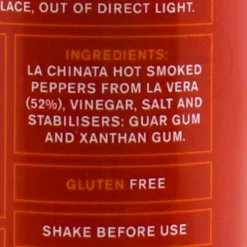 LACE, OUT OF DIRECT LIGHT.
INGREDIENTS:
LA CHINATA HOT SMOKED
PEPPERS FROM LA VERA
(52%), VINEGAR, SALT AND
STABILISERS: GUAR GUM
AND XANTHAN GUM.
GLUTEN FREE
SHAKE BEFORE USE